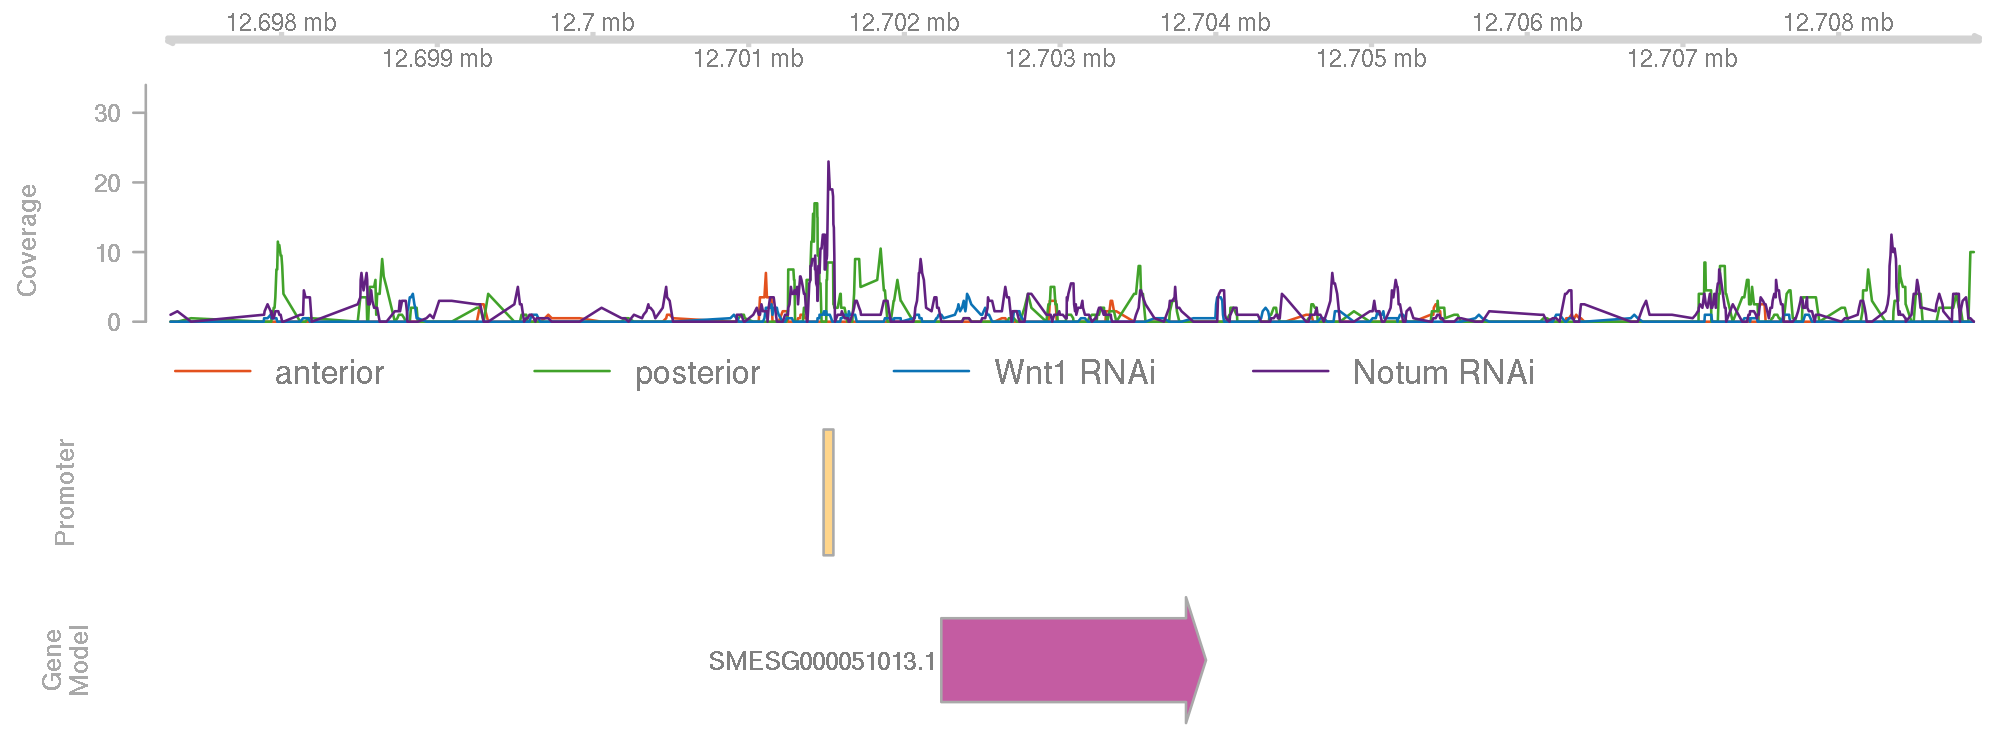 12.698 mb 12.7 mb 12.702 mb 12.704 mb 12.706 mb 12.708 mb
12.699 mb 12.701 mb 12.703 mb 12.705 mb 12.707 mb
30
20
10
0
Coverage
anterior posterior Wnt1 RNAi Notum RNAi
Promoter
SMESG000051013.1
Gene
Model